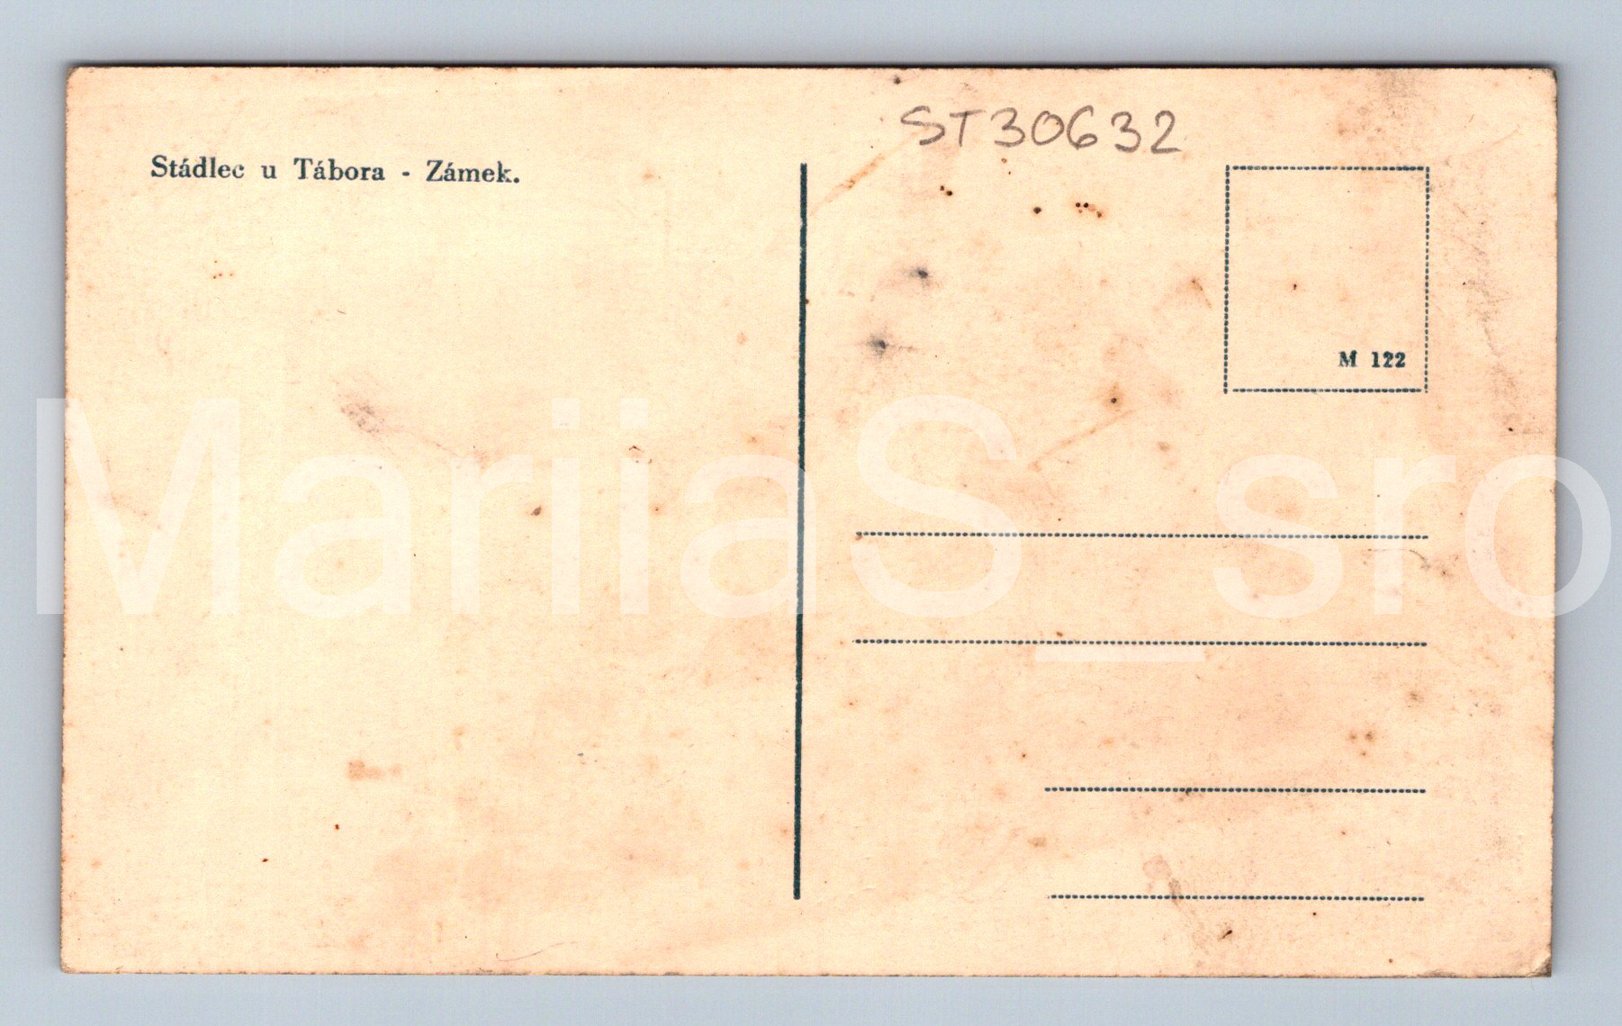 ST30632
Stádlec u Tábora - Zámek.
M 122
MariiaS_sro